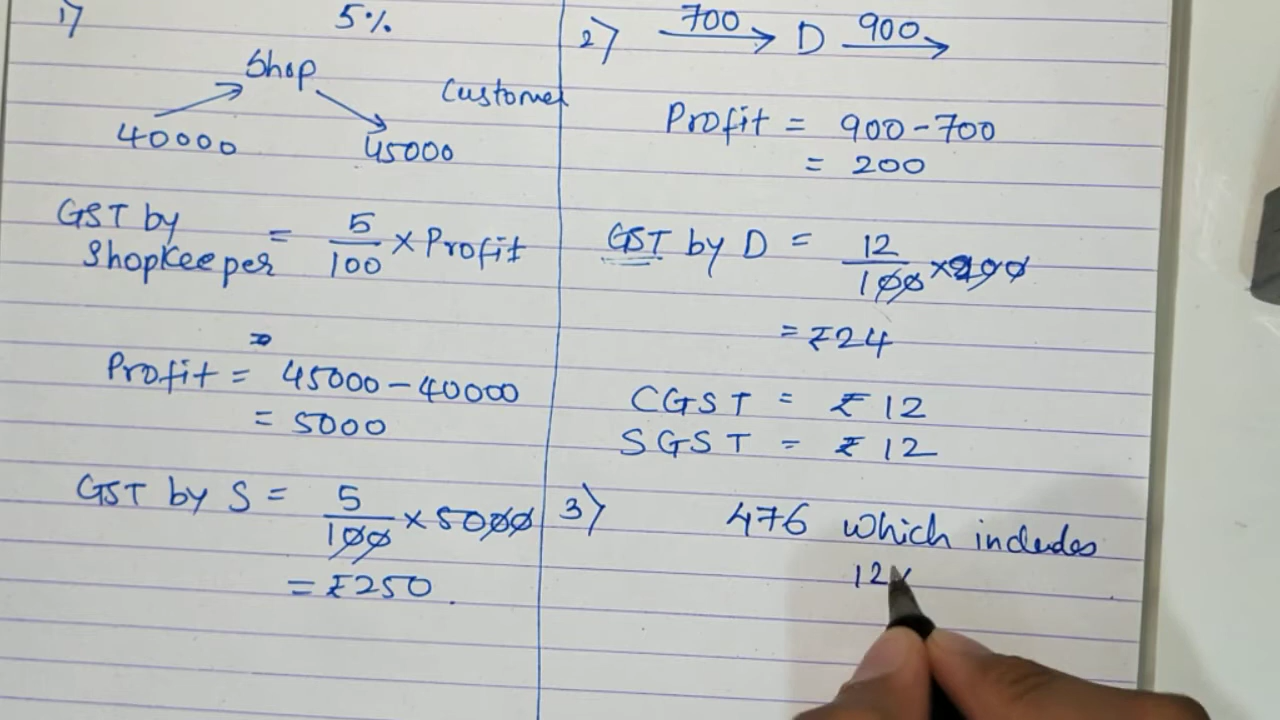 1) 5%
Shop
Customer
40000 45000
GST by
Shopkeeper = 5/100 × Profit
⇒
Profit = 45000 - 40000
= 5000
GST by S = 5/100 × 5000
= ₹250.
2) 700 → D 900 →
Profit = 900 - 700
= 200
GST by D = 12/100 × 200
= ₹24
CGST = ₹12
SGST = ₹12
3) 476 which includes
12